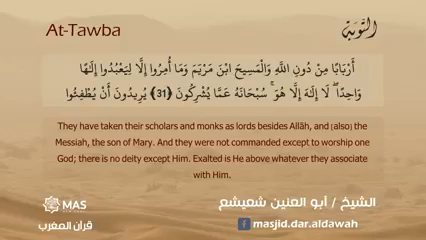 At-Tawba
التوبة
أَرْبَابًا مِنْ دُونِ اللَّهِ وَالْمَسِيحَ ابْنَ مَرْيَمَ وَمَا أُمِرُوا إِلَّا لِيَعْبُدُوا إِلَٰهًا
وَاحِدًا ۖ لَا إِلَٰهَ إِلَّا هُوَ ۚ سُبْحَانَهُ عَمَّا يُشْرِكُونَ ﴿31﴾ يُرِيدُونَ أَنْ يُطْفِئُوا
They have taken their scholars and monks as lords besides Allāh, and [also] the
Messiah, the son of Mary. And they were not commanded except to worship one
God; there is no deity except Him. Exalted is He above whatever they associate
with Him.
MAS
قرآن المغرب
الشيخ / أبو العنين شعيشع
masjid.dar.aldawah